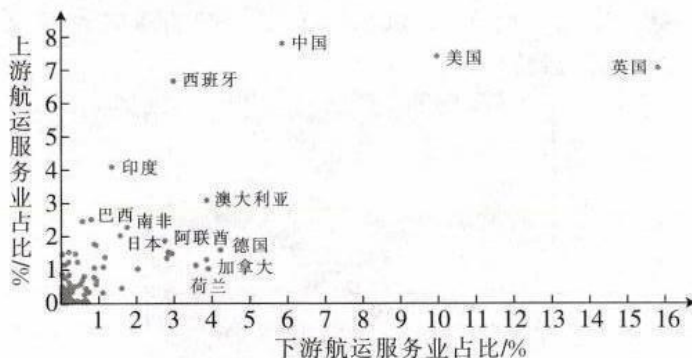 上游航运服务业占比/%
8
7
6
5
4
3
2
1
0
中国
美国
英国
西班牙
印度
澳大利亚
巴西
南非
日本
阿联酋
德国
加拿大
荷兰
1 2 3 4 5 6 7 8 9 10 11 12 13 14 15 16
下游航运服务业占比/%